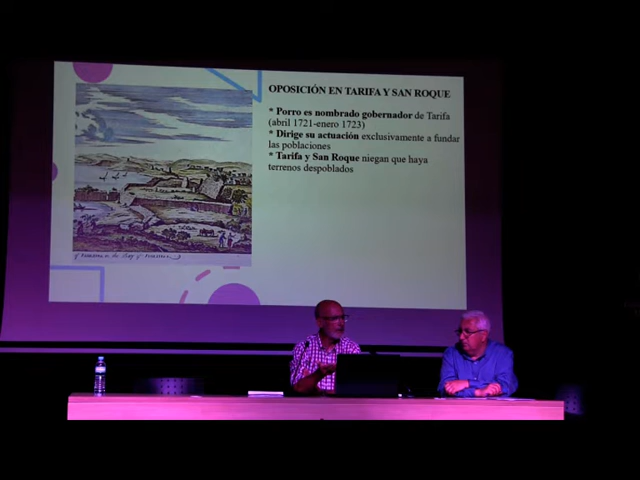 OPOSICIÓN EN TARIFA Y SAN ROQUE
* Porro es nombrado gobernador de Tarifa
(abril 1721-enero 1723)
* Dirige su actuación exclusivamente a fundar
las poblaciones
* Tarifa y San Roque niegan que haya
terrenos despoblados